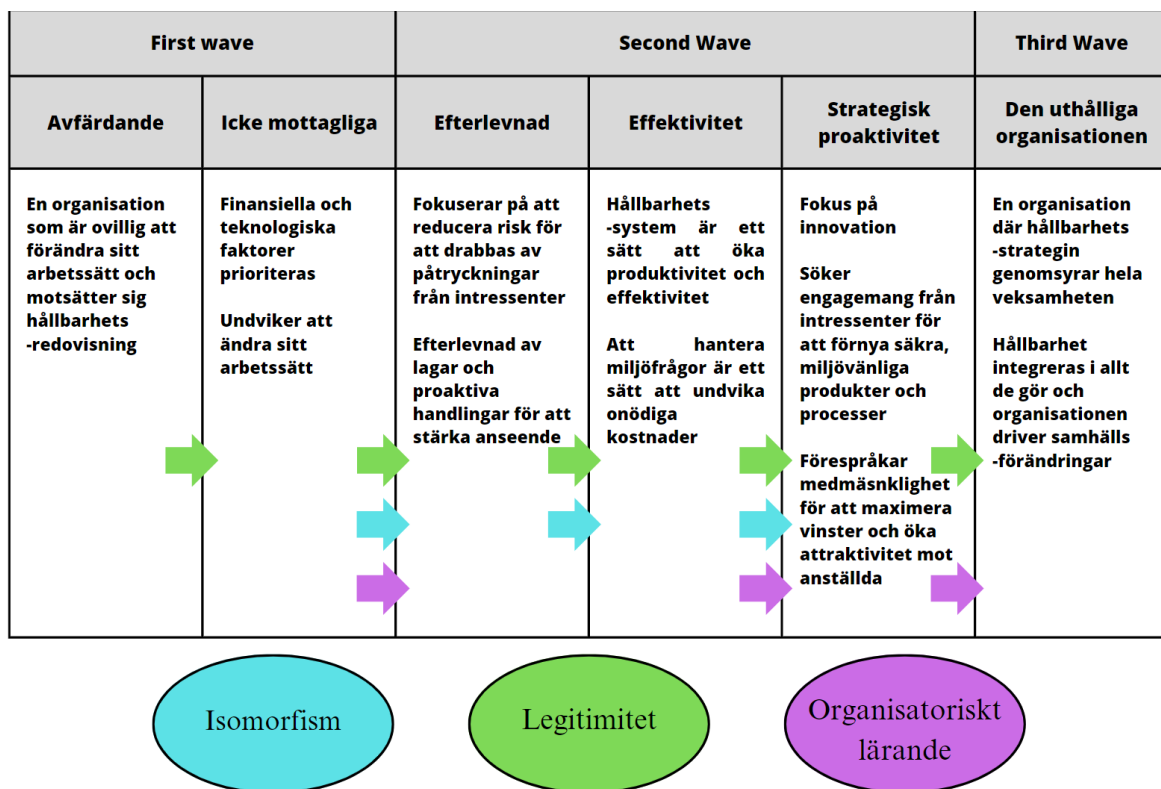 First wave
Second Wave
Third Wave
Avfärdande
Icke mottagliga
Efterlevnad
Effektivitet
Strategisk
proaktivitet
Den uthålliga
organisationen
En organisation
som är ovillig att
förändra sitt
arbetssätt och
motsätter sig
hållbarhets
-redovisning
Finansiella och
teknologiska
faktorer
prioriteras
Undviker att
ändra sitt
arbetssätt
Fokuserar på att
reducera risk för
att drabbas av
påtryckningar
från intressenter
Efterlevnad av
lagar och
proaktiva
handlingar för att
stärka anseende
Hållbarhets
-system är ett
sätt att öka
produktivitet och
effektivitet
Att hantera
miljöfrågor är ett
sätt att undvika
onödiga
kostnader
Fokus på
innovation
Söker
engagemang från
intressenter för
att förnya säkra,
miljövänliga
produkter och
processer
Förespråkar
medmäsnklighet
för att maximera
vinster och öka
attraktivitet mot
anställda
En organisation
där hållbarhets
-strategin
genomsyrar hela
veksamheten
Hållbarhet
integreras i allt
de gör och
organisationen
driver samhälls
-förändringar
Isomorfism
Legitimitet
Organisatoriskt
lärande